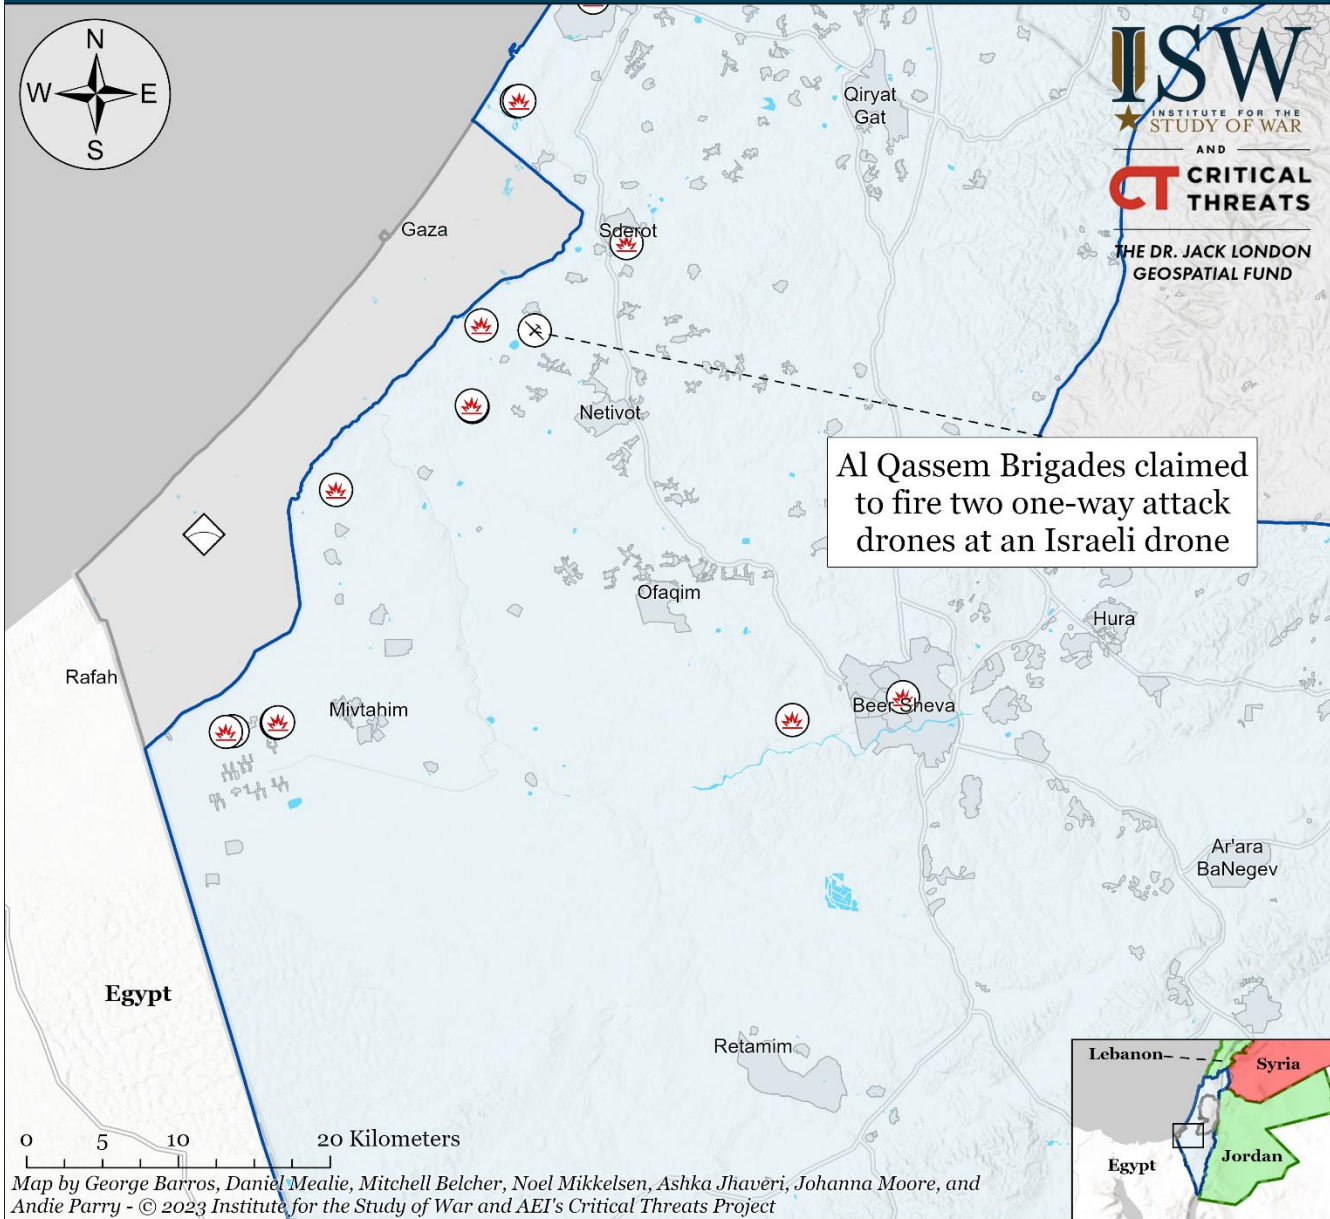 N
W
E
S
ISW
INSTITUTE FOR THE
STUDY OF WAR
AND
CT CRITICAL
THREATS
THE DR. JACK LONDON
GEOSPATIAL FUND
Qiryat
Gat
Gaza
Sderot
Netivot
Al Qassem Brigades claimed
to fire two one-way attack
drones at an Israeli drone
Ofaqim
Hura
Rafah
Mivtahim
Beer Sheva
Ar'ara
BaNegev
Egypt
Retamim
Lebanon
Syria
Egypt
Jordan
0 5 10 20 Kilometers
Map by George Barros, Daniel Mealie, Mitchell Belcher, Noel Mikkelsen, Ashka Jhaveri, Johanna Moore, and
Andie Parry - © 2023 Institute for the Study of War and AEI's Critical Threats Project